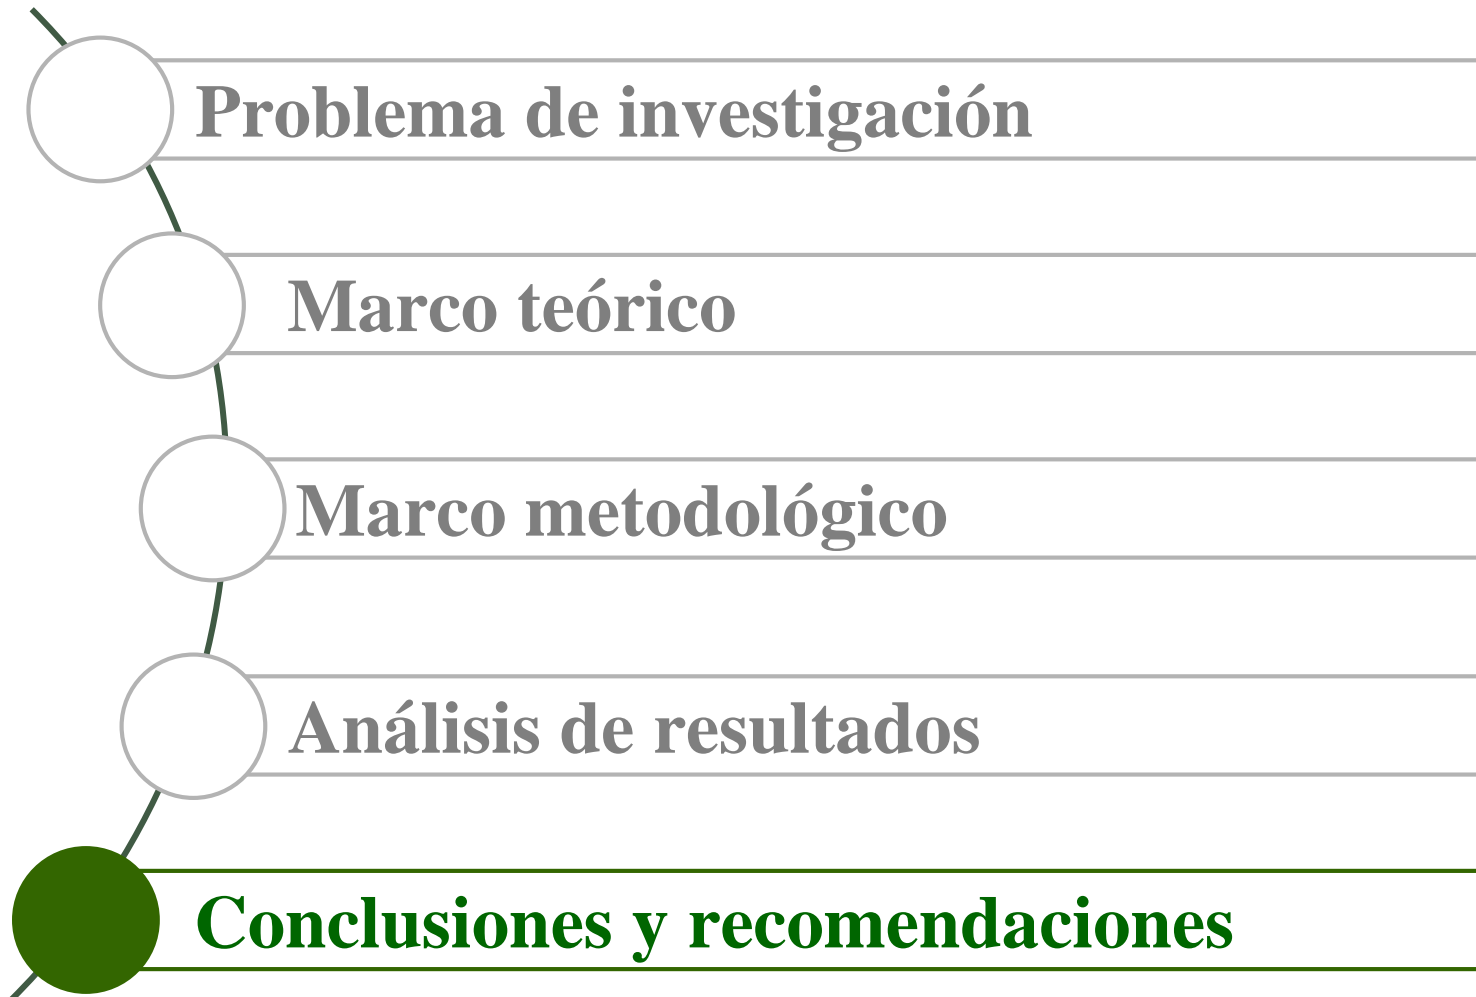 Problema de investigación
Marco teórico
Marco metodológico
Análisis de resultados
Conclusiones y recomendaciones